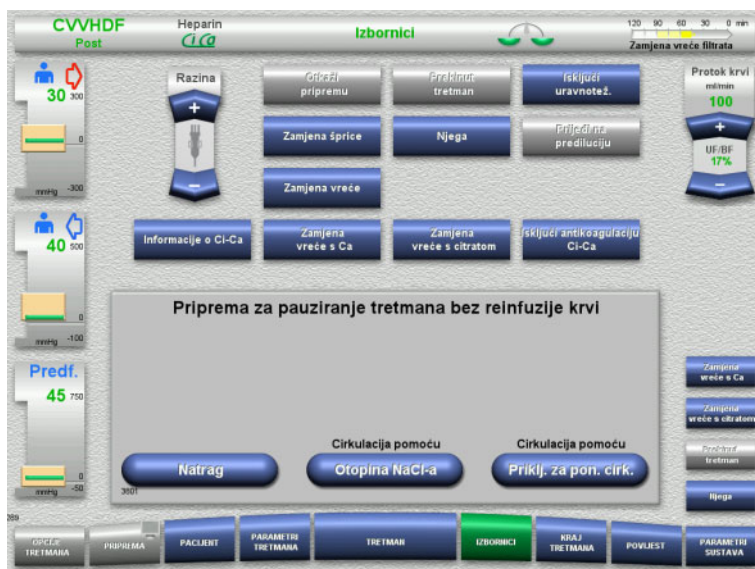 CVVHDF
Post
Heparin
CiCa
Izbornici
120 90 60 30 0 min
Zamjena vreće filtrata
30 300
0
mmHg -300
40 500
0
mmHg -100
Predf.
45 750
0
mmHg -50
Razina
+
−
Otkaži
pripremu
Prekinut
tretman
Isključi
uravnotež.
Zamjena šprice
Njega
Prijeđi na
prediluciju
Zamjena vreće
Informacije o Ci-Ca
Zamjena
vreće s Ca
Zamjena
vreće s citratom
Isključi antikoagulaciju
Ci-Ca
Protok krvi
ml/min
100
+
UF/BF
17%
−
Priprema za pauziranje tretmana bez reinfuzije krvi
Cirkulacija pomoću
Cirkulacija pomoću
Natrag
Otopina NaCl-a
Priklj. za pon. cirk.
3601
Zamjena
vreće s Ca
Zamjena
vreće s citratom
Prekinut
tretman
Njega
OPCIJE
TRETMANA
PRIPREMA
PACIJENT
PARAMETRI
TRETMANA
TRETMAN
IZBORNICI
KRAJ
TRETMANA
POVIJEST
PARAMETRI
SUSTAVA